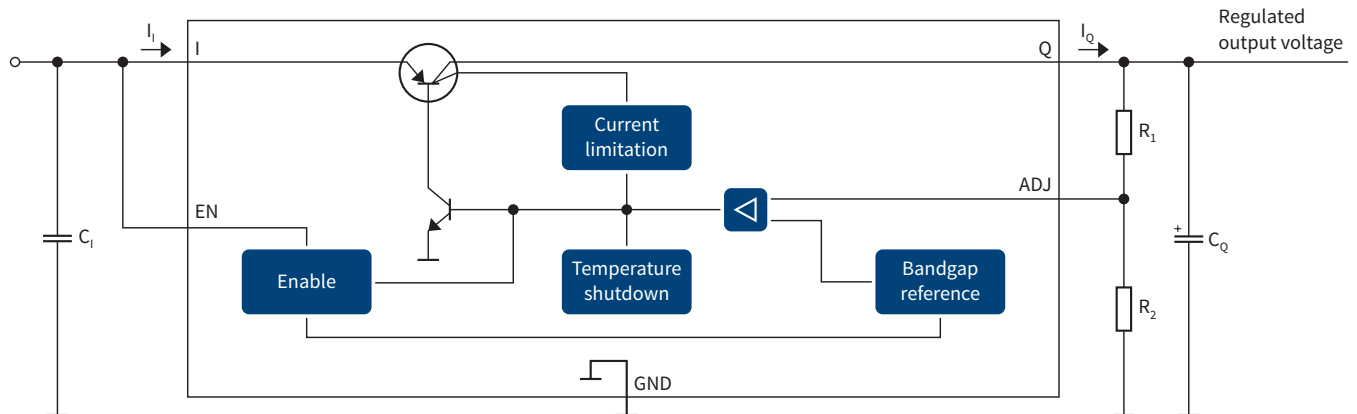 Regulated
output voltage
I_I
I
Q
I_Q
Current
limitation
R_1
ADJ
EN
C_I
+
C_Q
Enable
Temperature
shutdown
Bandgap
reference
R_2
GND